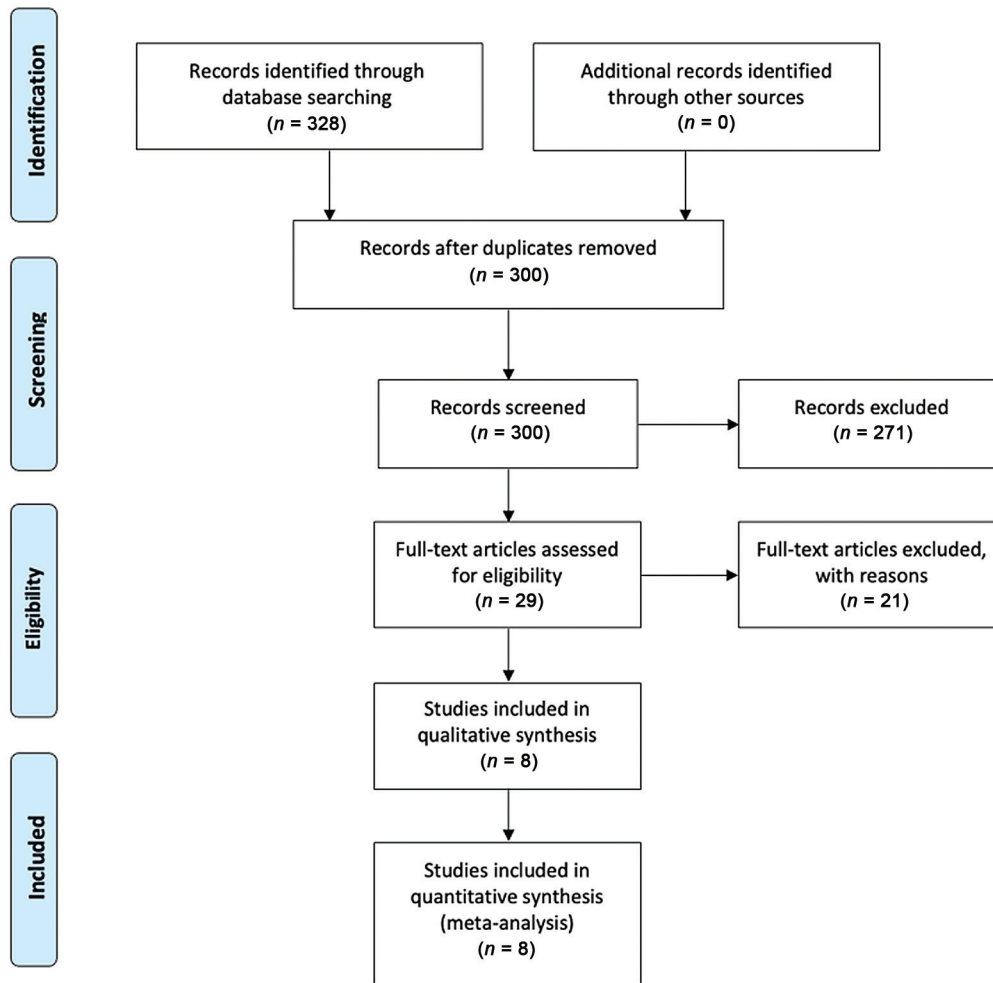 Identification
Records identified through
database searching
(n = 328)
Additional records identified
through other sources
(n = 0)
Records after duplicates removed
(n = 300)
Screening
Records screened
(n = 300)
Records excluded
(n = 271)
Eligibility
Full-text articles assessed
for eligibility
(n = 29)
Full-text articles excluded,
with reasons
(n = 21)
Studies included in
qualitative synthesis
(n = 8)
Included
Studies included in
quantitative synthesis
(meta-analysis)
(n = 8)